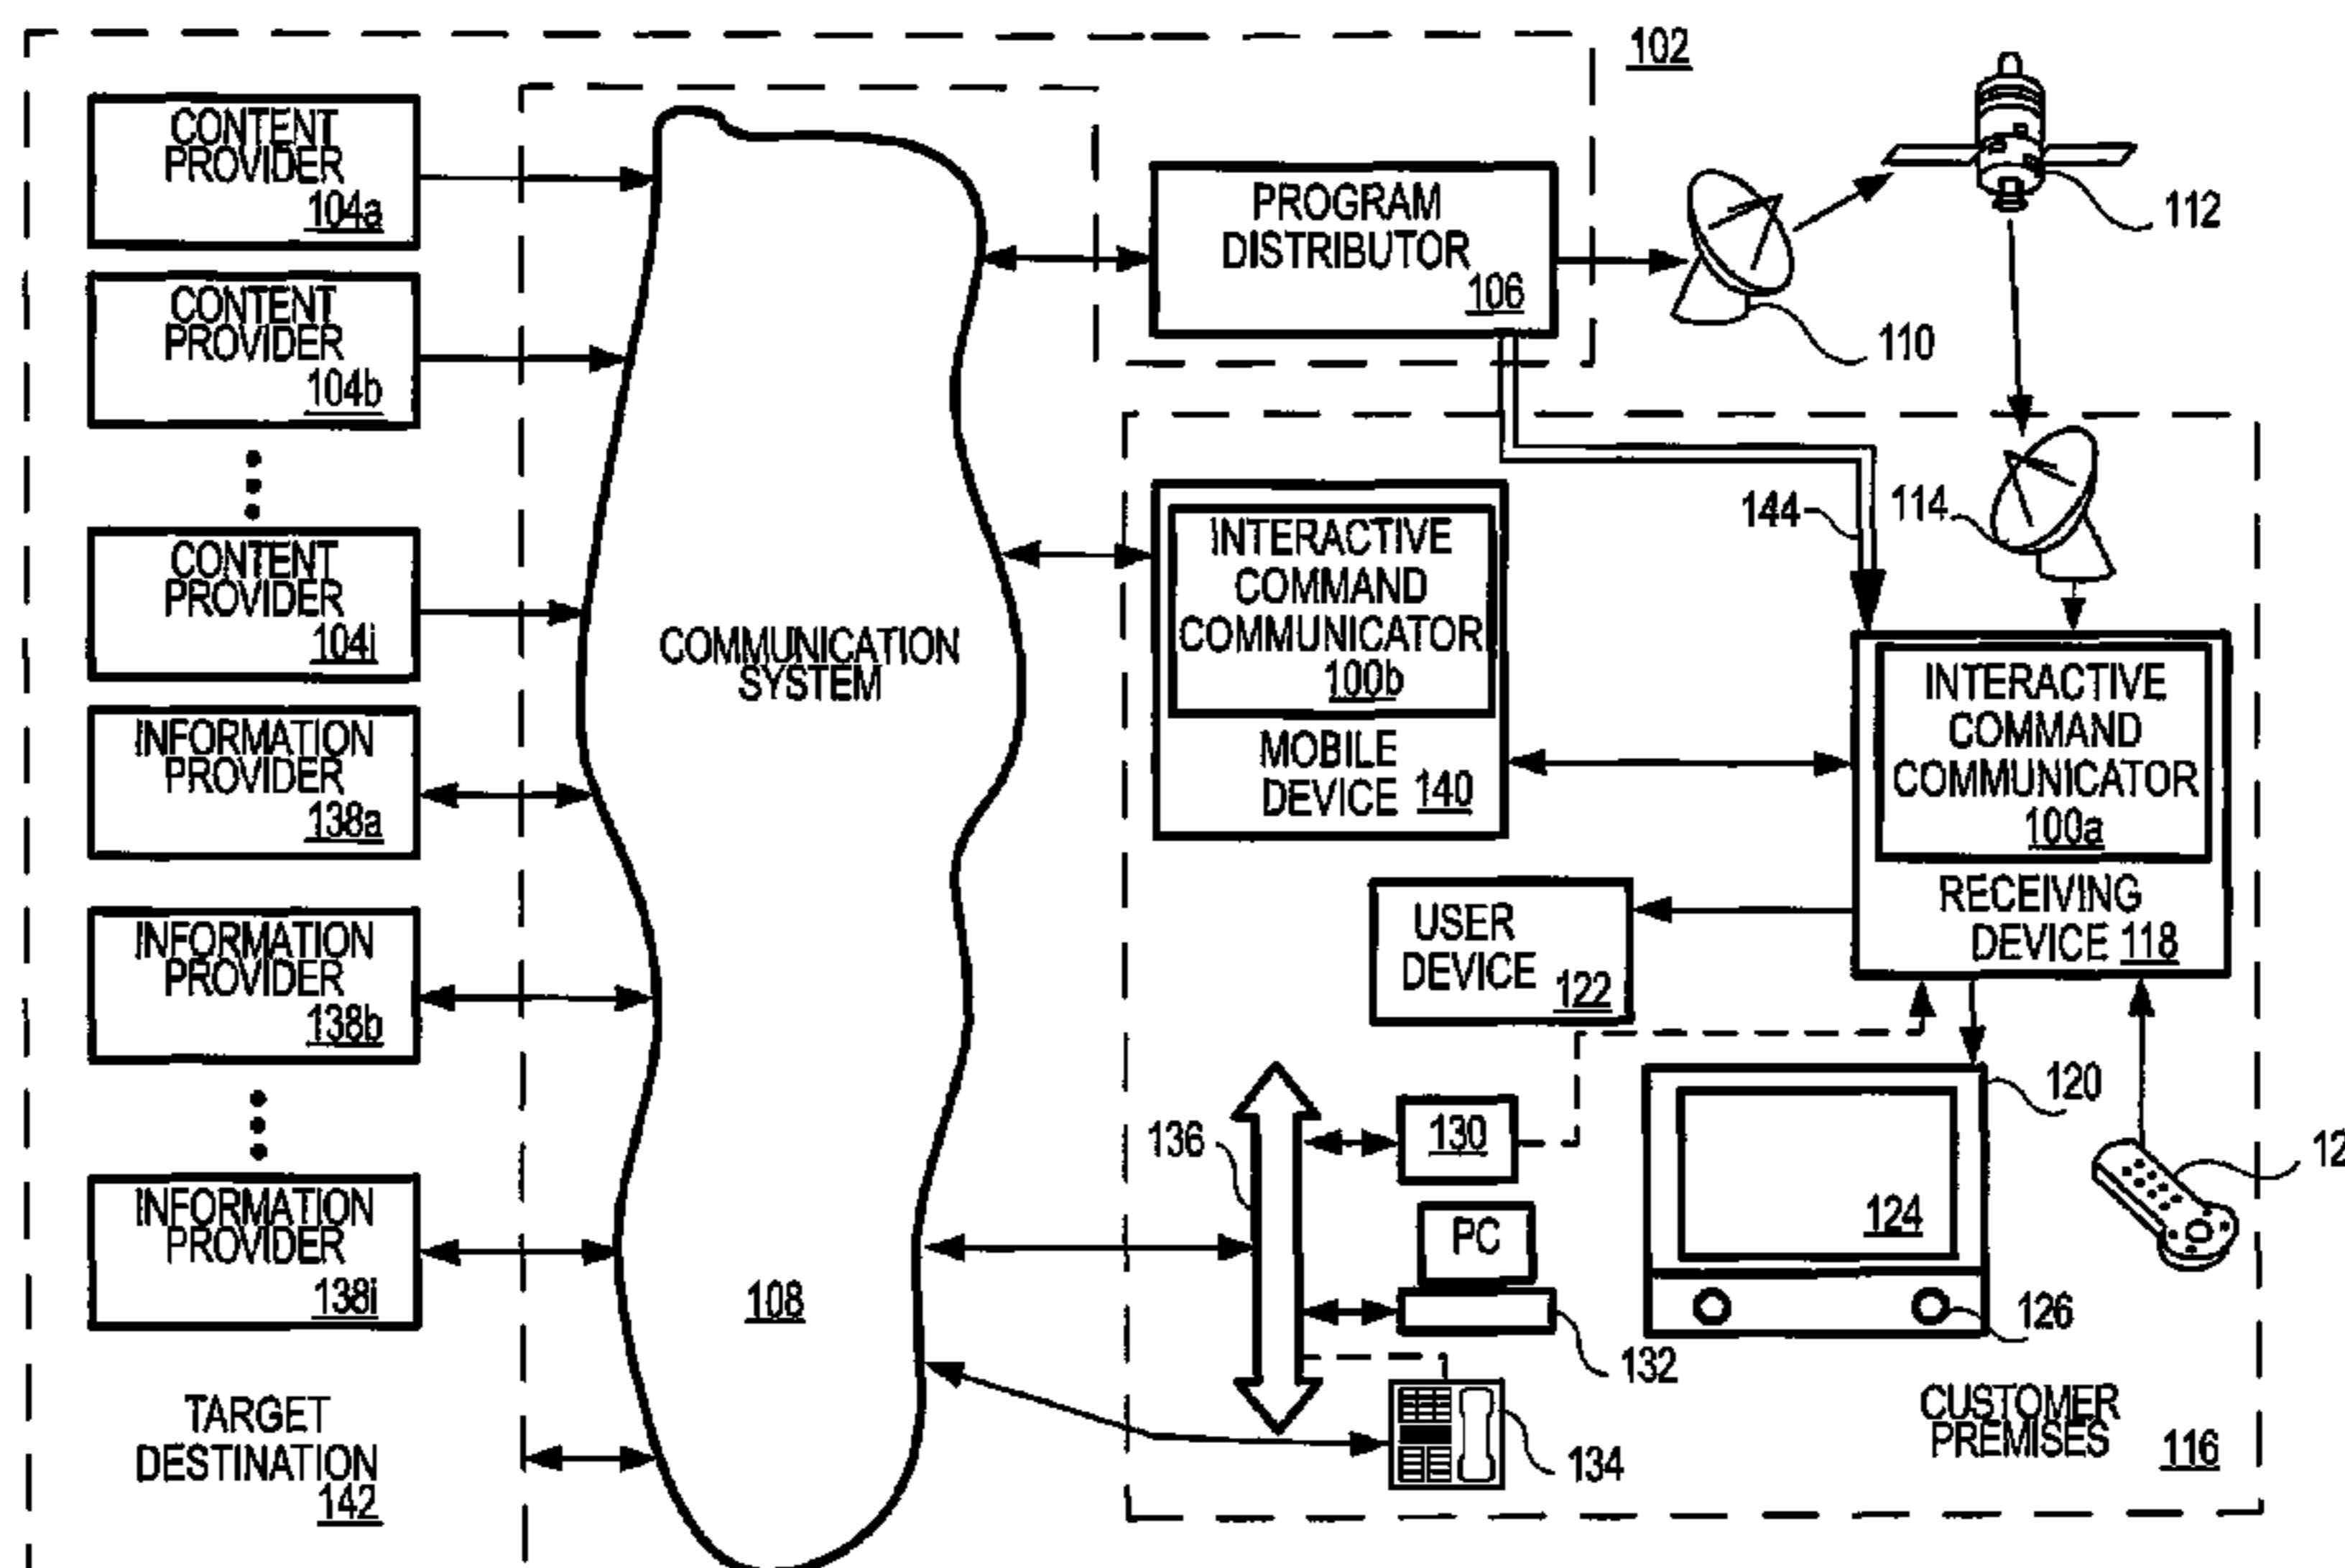 102
CONTENT
PROVIDER
104a
CONTENT
PROVIDER
104b
CONTENT
PROVIDER
104i
INFORMATION
PROVIDER
138a
INFORMATION
PROVIDER
138b
INFORMATION
PROVIDER
138i
TARGET
DESTINATION
142
COMMUNICATION
SYSTEM
108
PROGRAM
DISTRIBUTOR
106
110
112
114
144
INTERACTIVE
COMMAND
COMMUNICATOR
100b
MOBILE
DEVICE 140
INTERACTIVE
COMMAND
COMMUNICATOR
100a
RECEIVING
DEVICE 118
USER
DEVICE 122
120
136
130
PC
132
134
124
126
CUSTOMER
PREMISES
116